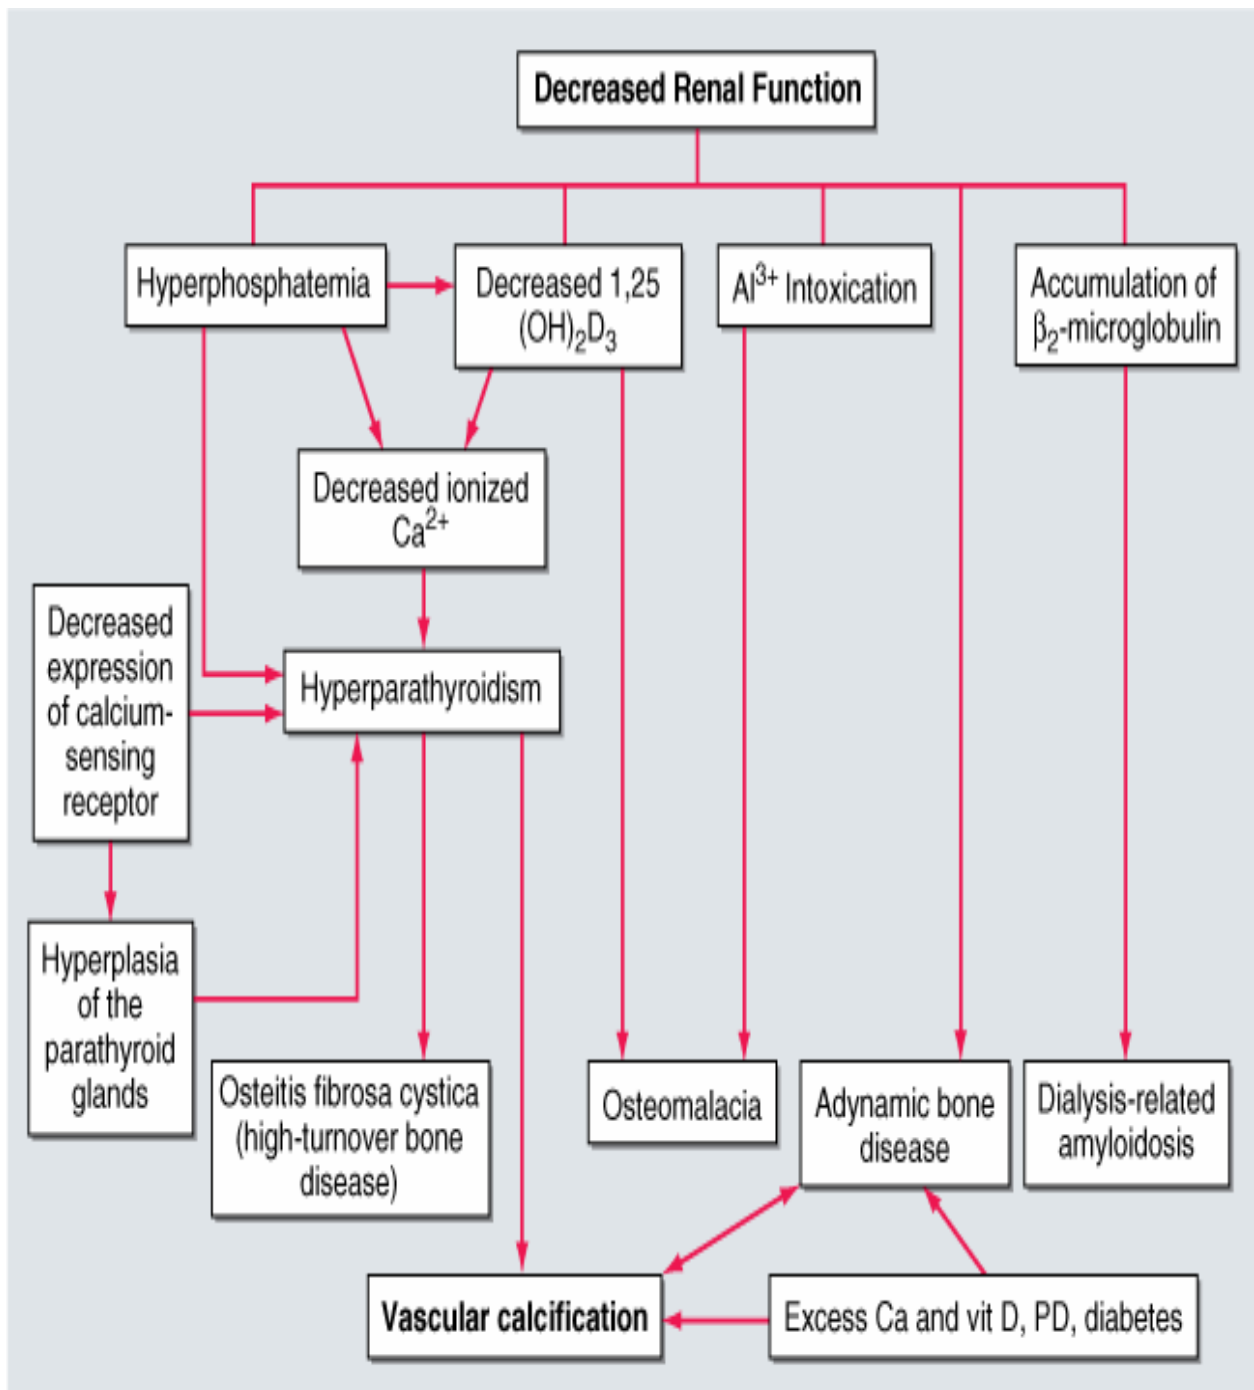 Decreased Renal Function
Hyperphosphatemia
Decreased 1,25
(OH)₂D₃
Al³⁺ Intoxication
Accumulation of
β₂-microglobulin
Decreased ionized
Ca²⁺
Decreased
expression
of calcium-
sensing
receptor
Hyperparathyroidism
Hyperplasia
of the
parathyroid
glands
Osteitis fibrosa cystica
(high-turnover bone
disease)
Osteomalacia
Adynamic bone
disease
Dialysis-related
amyloidosis
Vascular calcification
Excess Ca and vit D, PD, diabetes